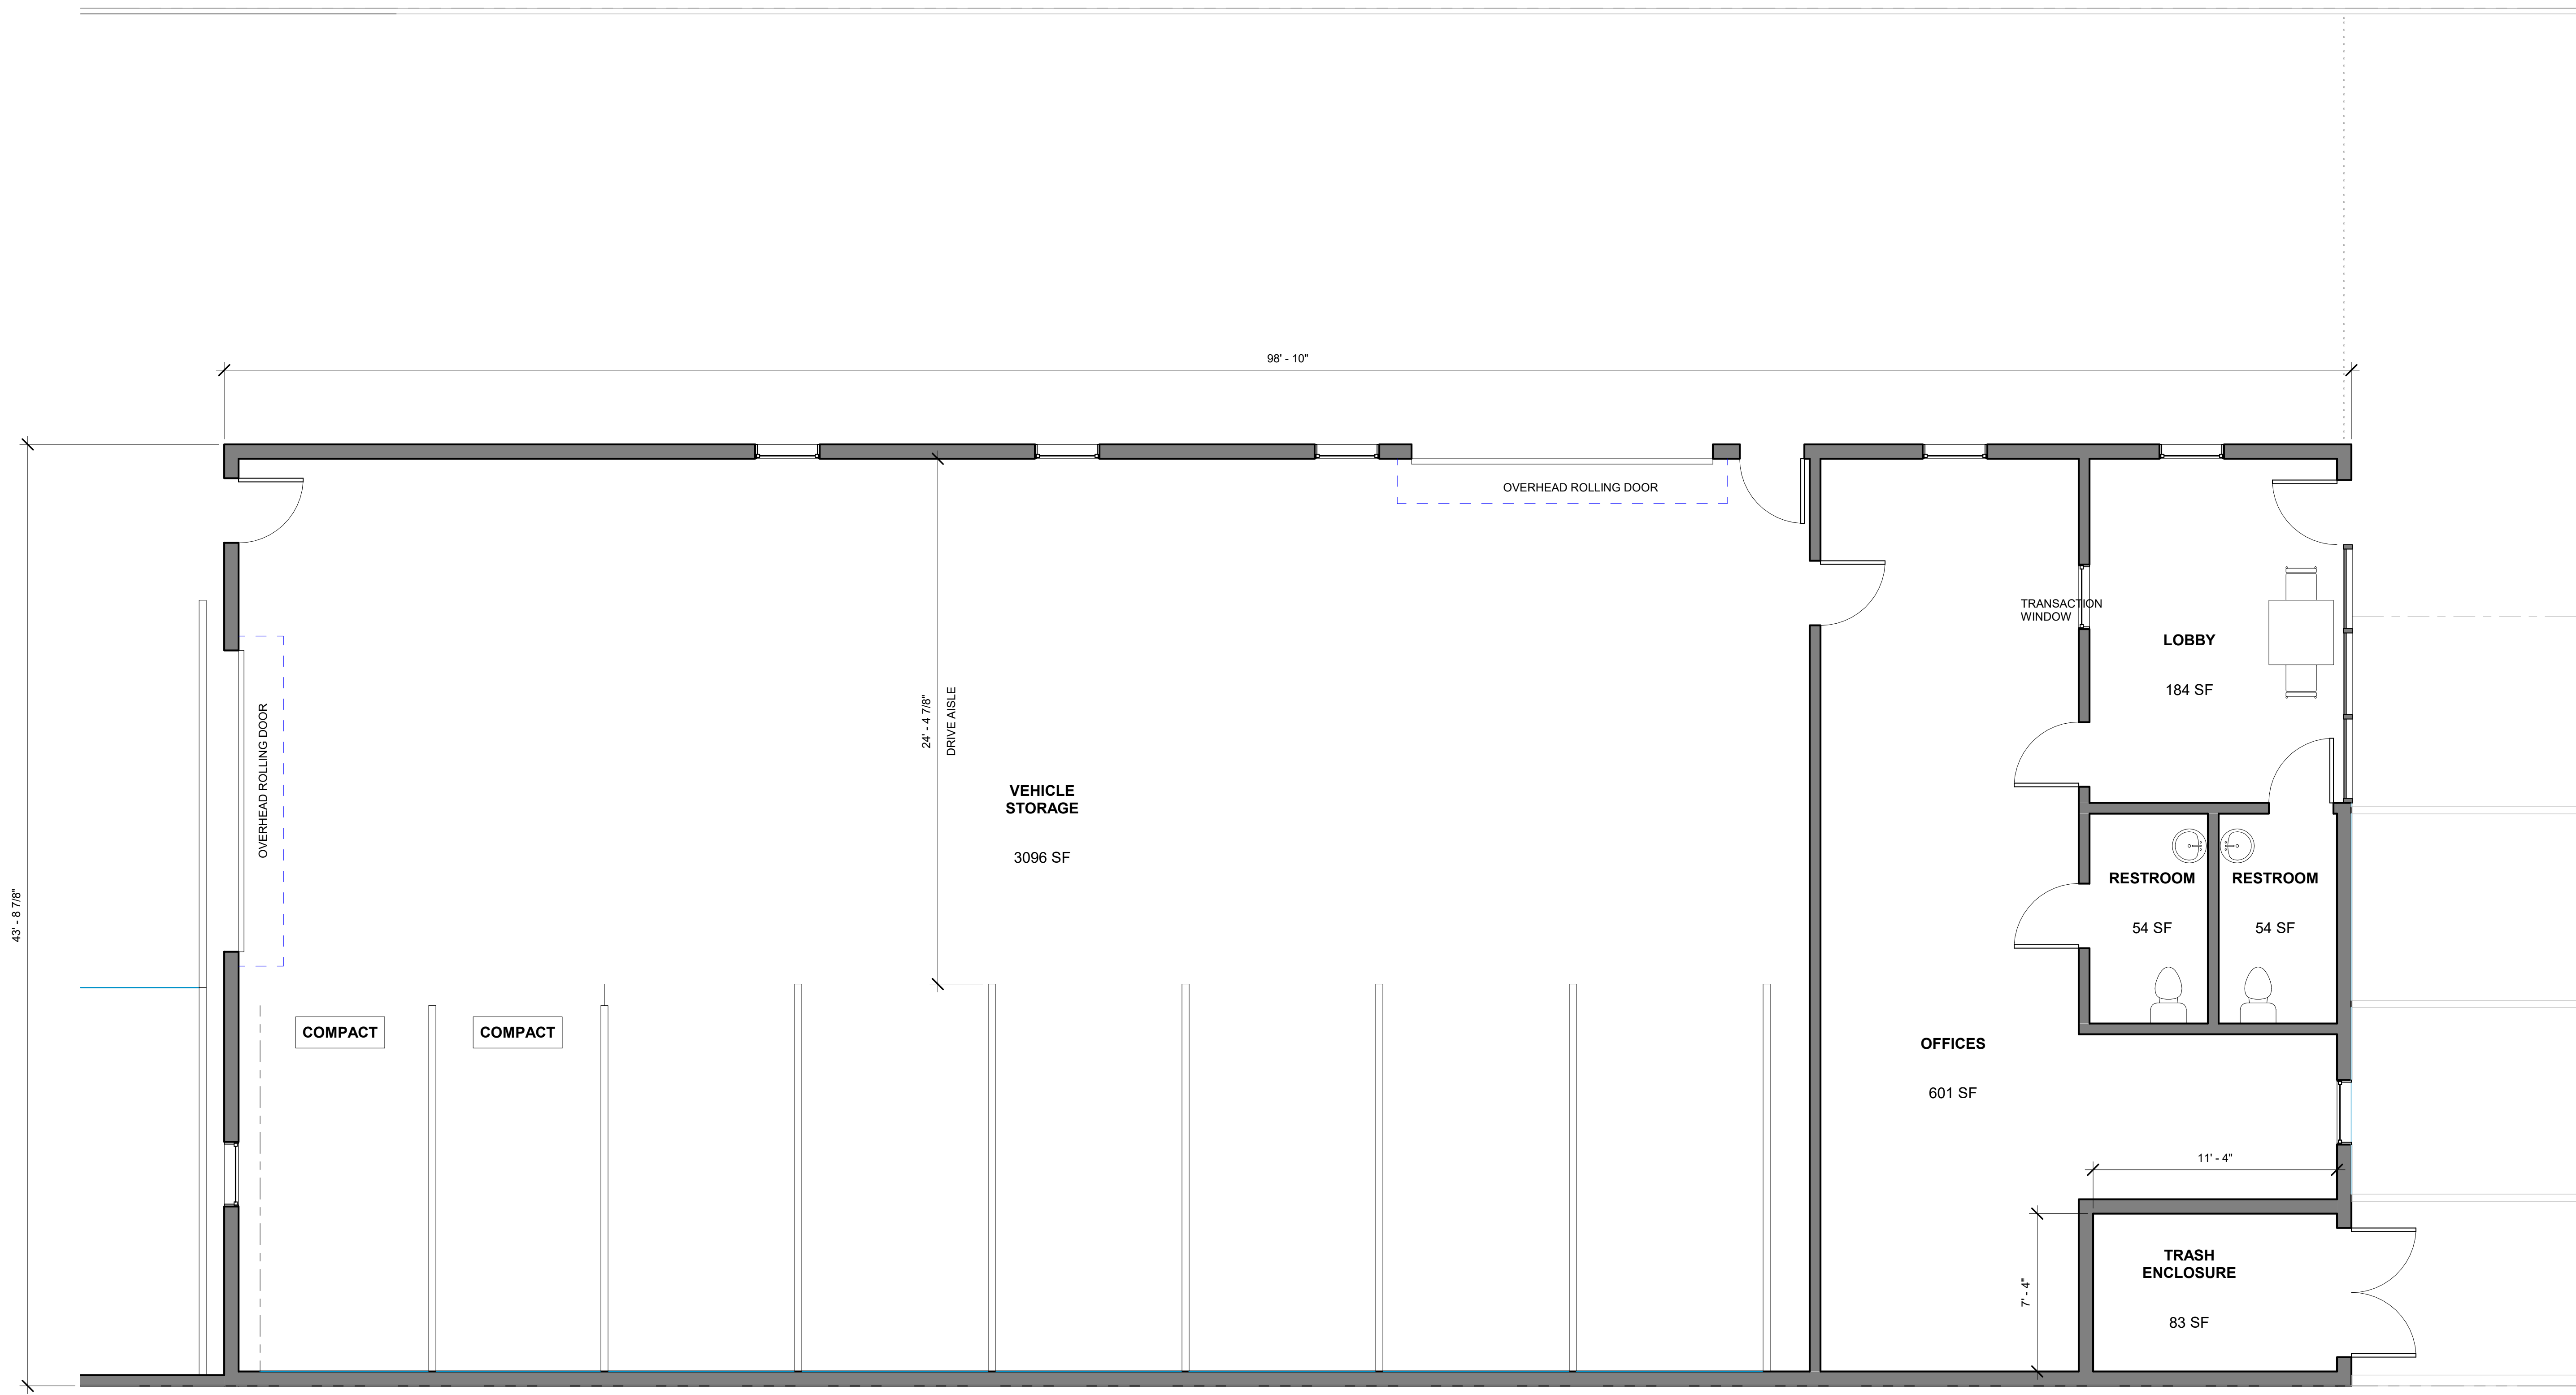 98' - 10"
OVERHEAD ROLLING DOOR
TRANSACTION
WINDOW
LOBBY
184 SF
24' - 4 7/8"
DRIVE AISLE
OVERHEAD ROLLING DOOR
VEHICLE
STORAGE
3096 SF
43' - 8 7/8"
RESTROOM
54 SF
RESTROOM
54 SF
COMPACT
COMPACT
OFFICES
601 SF
11' - 4"
7' - 4"
TRASH
ENCLOSURE
83 SF